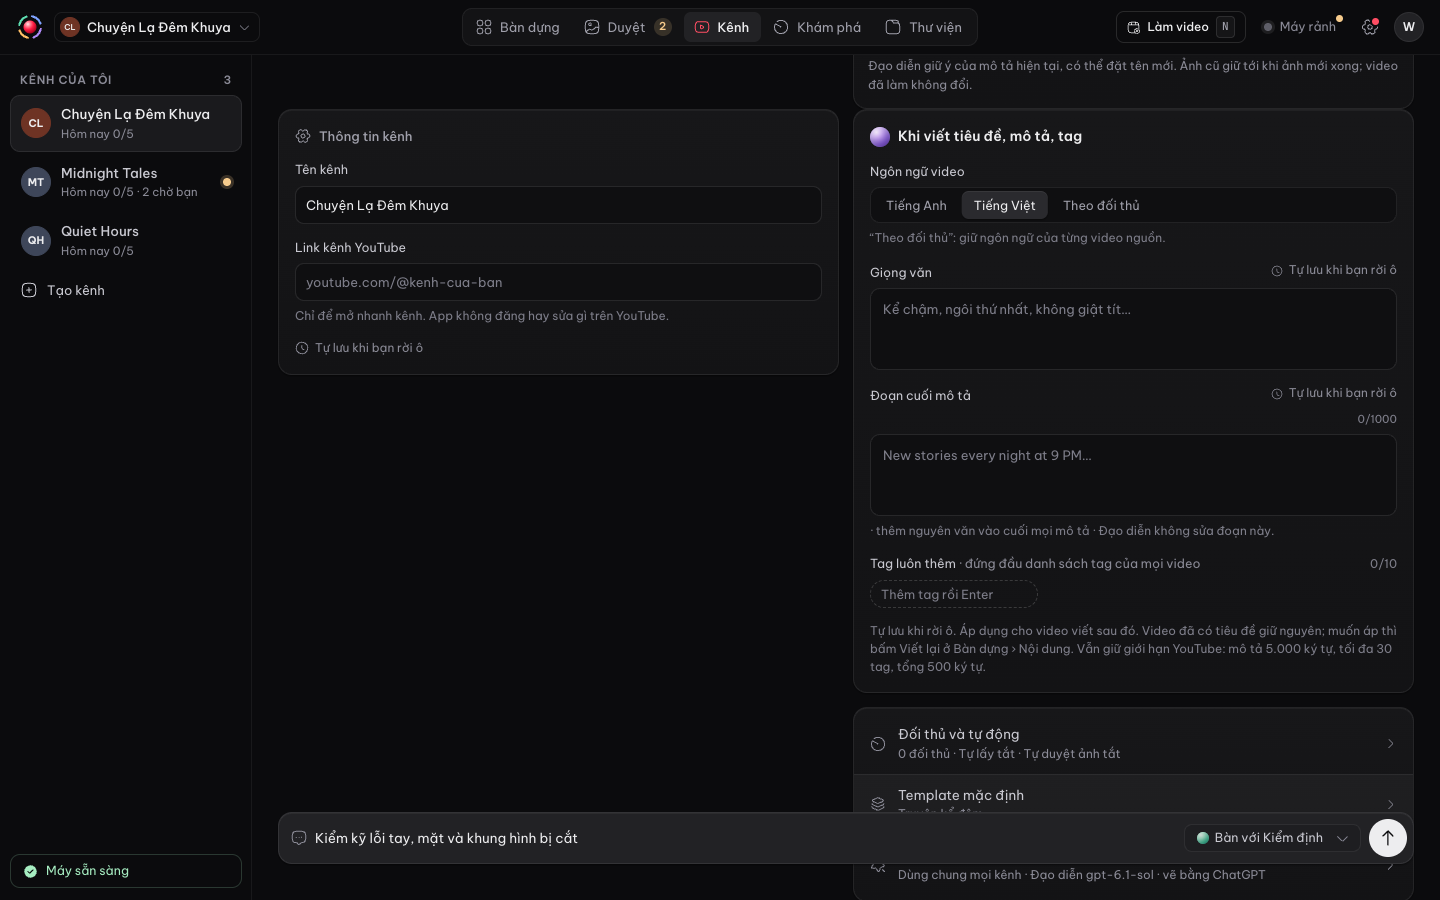 CL Chuyện Lạ Đêm Khuya
Bàn dựng
Duyệt 2
Kênh
Khám phá
Thư viện
Làm video N
Máy rảnh
W
KÊNH CỦA TÔI 3
CL
Chuyện Lạ Đêm Khuya
Hôm nay 0/5
MT
Midnight Tales
Hôm nay 0/5 · 2 chờ bạn
QH
Quiet Hours
Hôm nay 0/5
Tạo kênh
Máy sẵn sàng
Thông tin kênh
Tên kênh
Chuyện Lạ Đêm Khuya
Link kênh YouTube
youtube.com/@kenh-cua-ban
Chỉ để mở nhanh kênh. App không đăng hay sửa gì trên YouTube.
Tự lưu khi bạn rời ô
Đạo diễn giữ ý của mô tả hiện tại, có thể đặt tên mới. Ảnh cũ giữ tới khi ảnh mới xong; video
đã làm không đổi.
Khi viết tiêu đề, mô tả, tag
Ngôn ngữ video
Tiếng Anh Tiếng Việt Theo đối thủ
“Theo đối thủ”: giữ ngôn ngữ của từng video nguồn.
Giọng văn Tự lưu khi bạn rời ô
Kể chậm, ngôi thứ nhất, không giật tít...
Đoạn cuối mô tả Tự lưu khi bạn rời ô
0/1000
New stories every night at 9 PM...
· thêm nguyên văn vào cuối mọi mô tả · Đạo diễn không sửa đoạn này.
Tag luôn thêm · đứng đầu danh sách tag của mọi video 0/10
Thêm tag rồi Enter
Tự lưu khi rời ô. Áp dụng cho video viết sau đó. Video đã có tiêu đề giữ nguyên; muốn áp thì
bấm Viết lại ở Bàn dựng › Nội dung. Vẫn giữ giới hạn YouTube: mô tả 5.000 ký tự, tối đa 30
tag, tổng 500 ký tự.
Đối thủ và tự động
0 đối thủ · Tự lấy tắt · Tự duyệt ảnh tắt
Template mặc định
Kiểm kỹ lỗi tay, mặt và khung hình bị cắt
Bàn với Kiểm định
Dùng chung mọi kênh · Đạo diễn gpt-6.1-sol · vẽ bằng ChatGPT